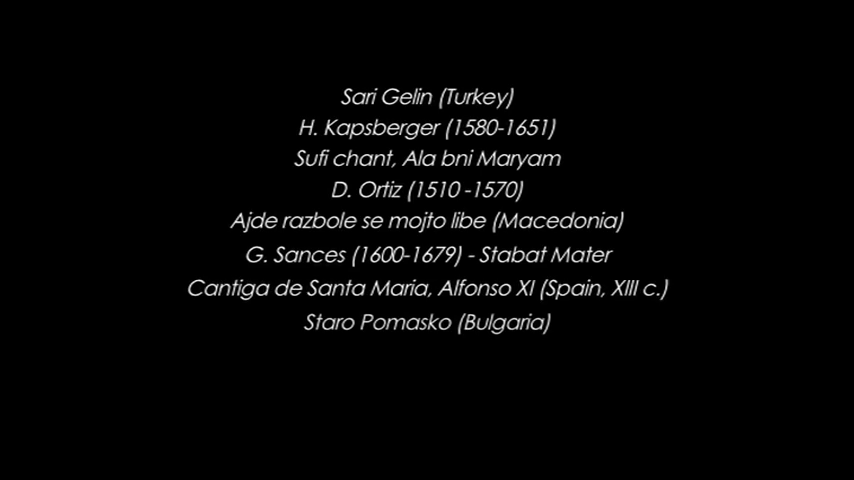 Sari Gelin (Turkey)
H. Kapsberger (1580-1651)
Sufi chant, Ala bni Maryam
D. Ortiz (1510 -1570)
Ajde razbole se mojto libe (Macedonia)
G. Sances (1600-1679) - Stabat Mater
Cantiga de Santa Maria, Alfonso XI (Spain, XIII c.)
Staro Pomasko (Bulgaria)